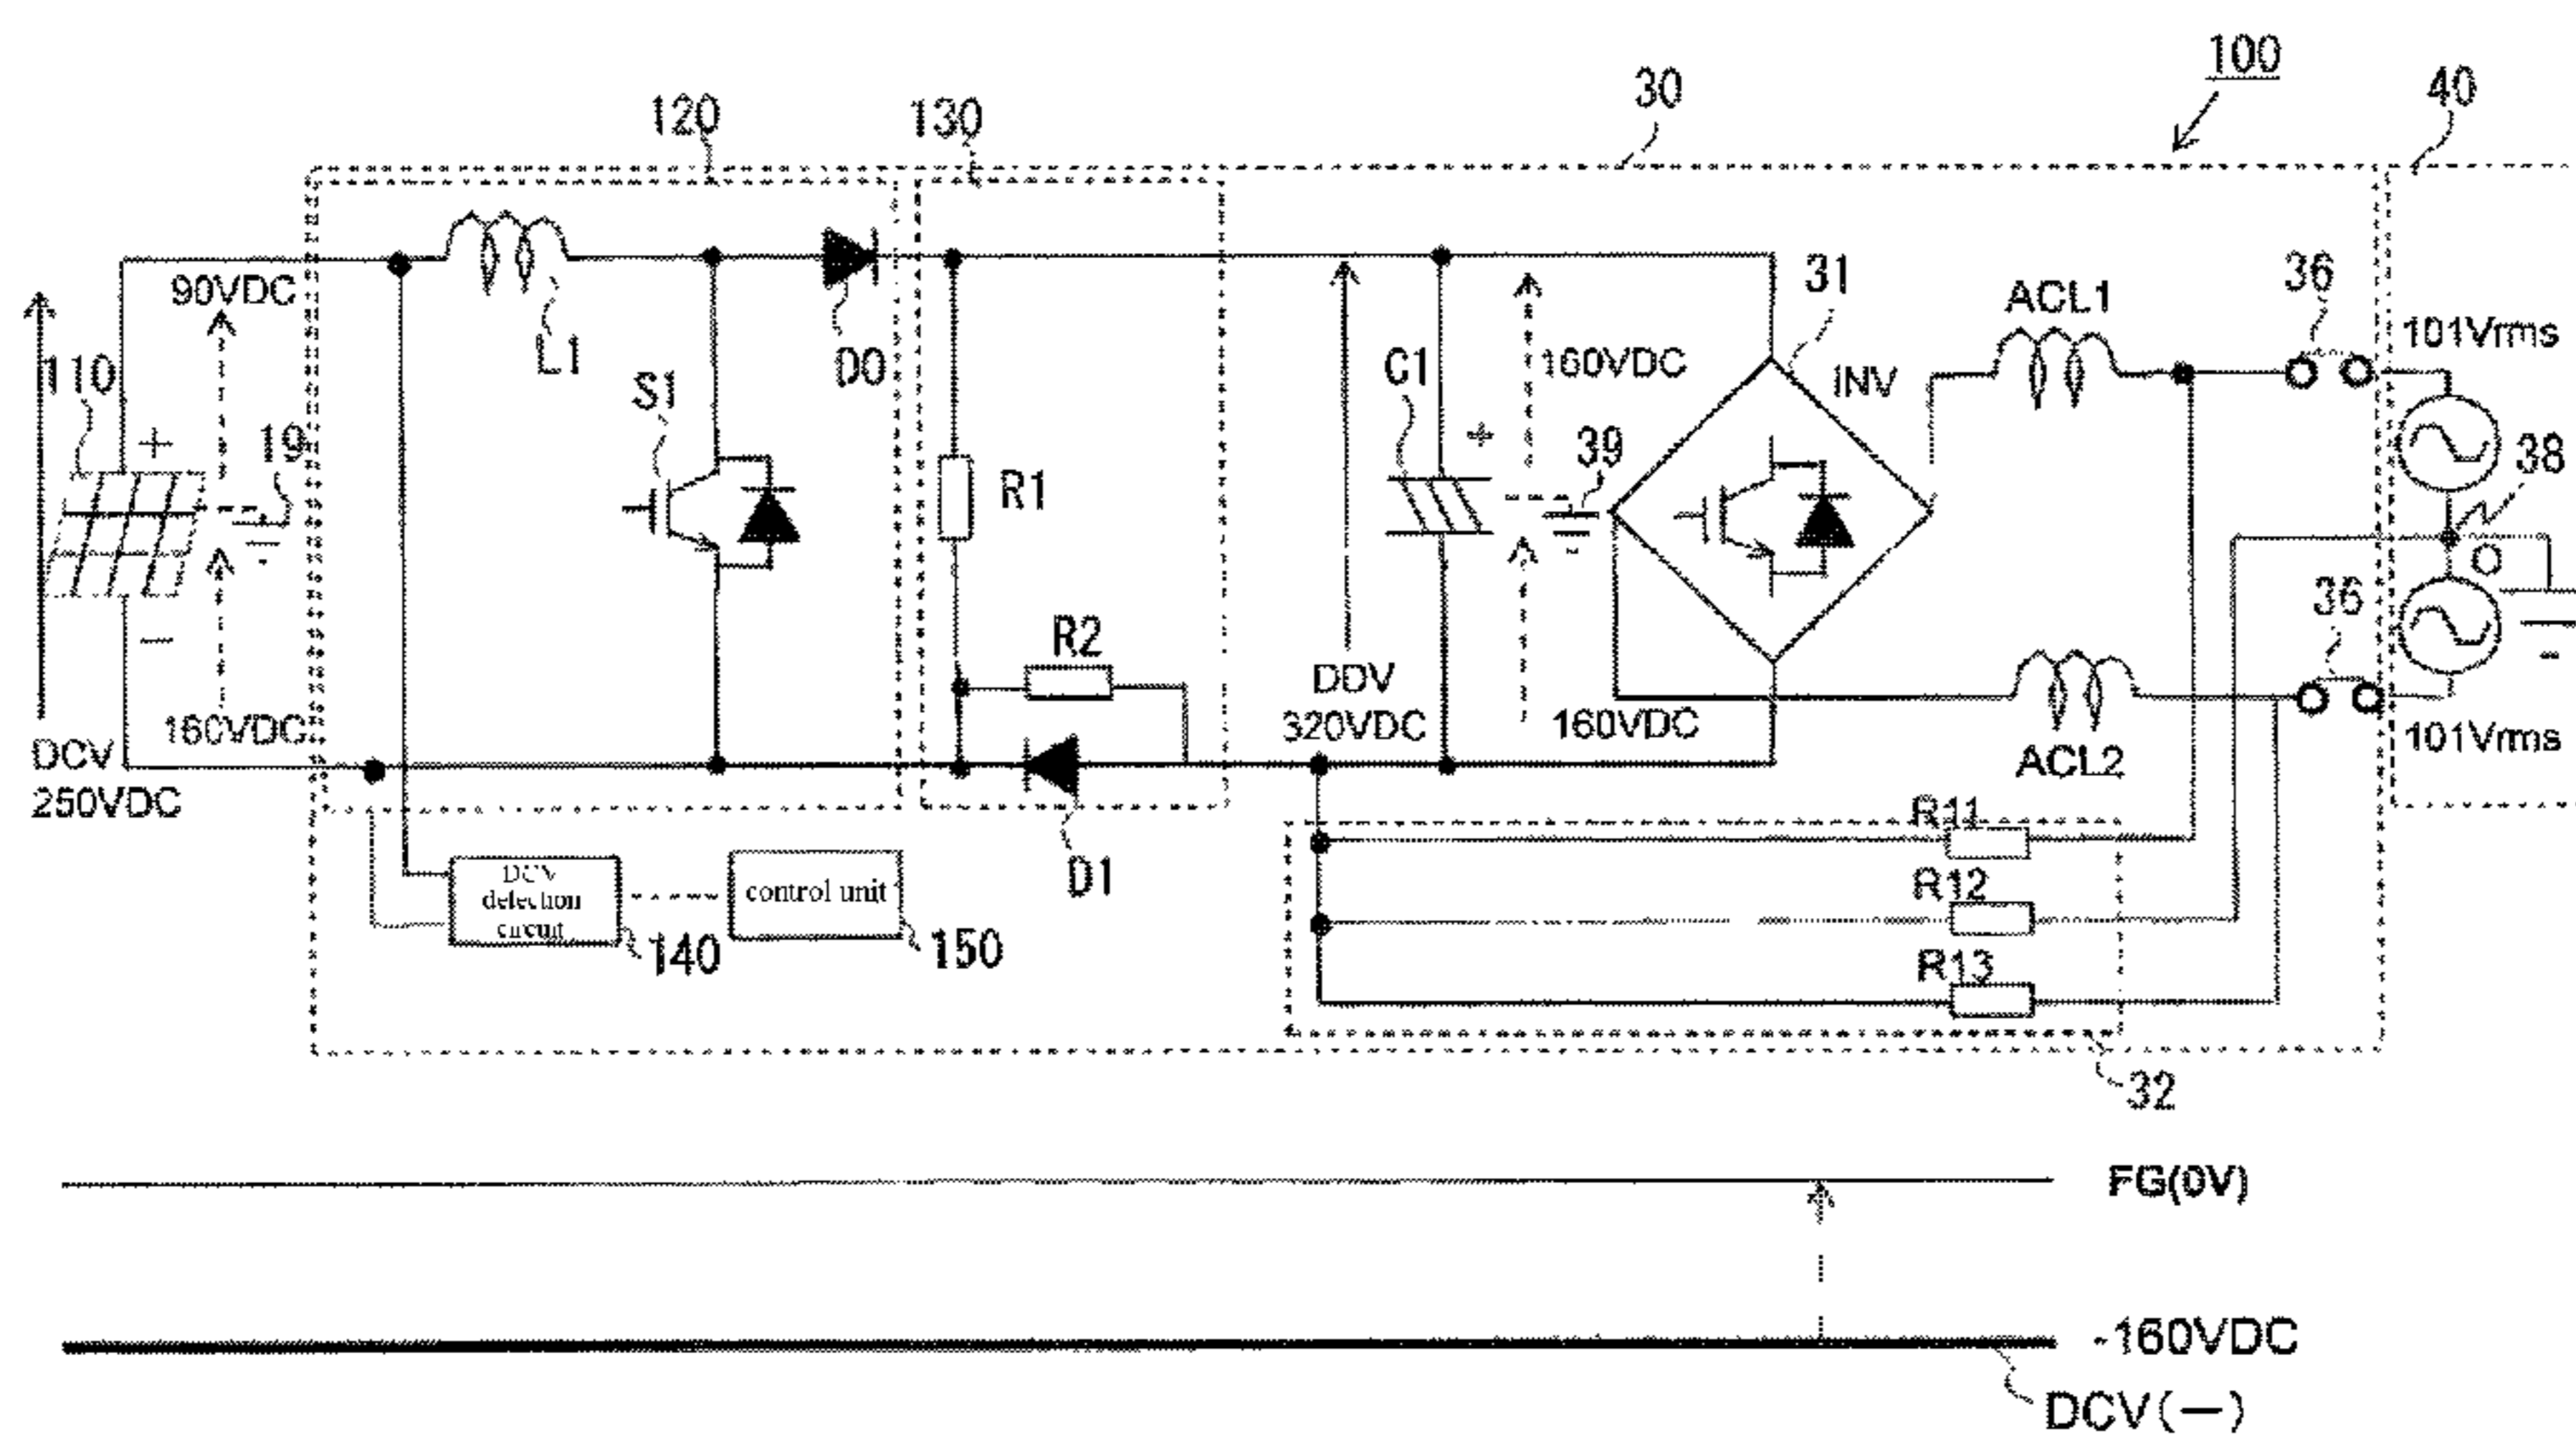 100
120
130
30
40
90VDC
L1
D0
31
ACL1
36
101Vrms
110
+
19
S1
C1
160VDC
INV
+
39
38
R1
36
−
R2
DDV
320VDC
160VDC
160VDC
DCV
250VDC
ACL2
101Vrms
R11
DCV
detection
circuit
control unit
D1
R12
140
150
R13
32
FG(0V)
-160VDC
DCV(−)